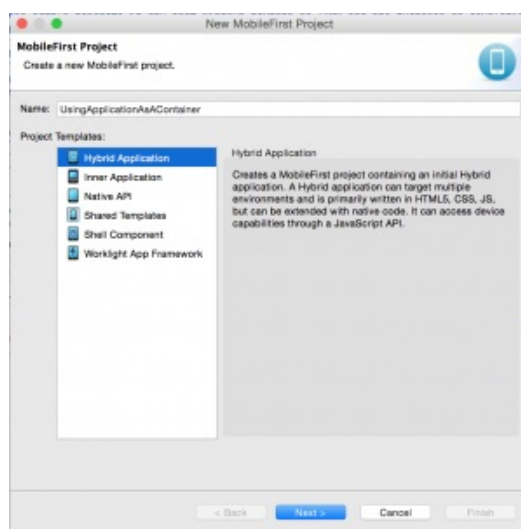 New MobileFirst Project
MobileFirst Project
Create a new MobileFirst project.
Name: UsingApplicationAsAContainer
Project Templates:
Hybrid Application
Inner Application
Native API
Shared Templates
Shell Component
Worklight App Framework
Hybrid Application
Creates a MobileFirst project containing an initial Hybrid
application. A Hybrid application can target multiple
environments and is primarily written in HTML5, CSS, JS,
but can be extended with native code. It can access device
capabilities through a JavaScript API.
< Back
Next >
Cancel
Finish